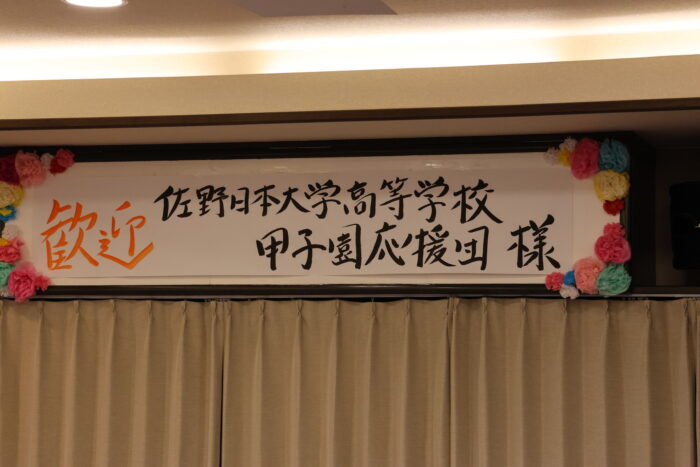 歓迎
佐野日本大学高等学校
甲子園応援団 様